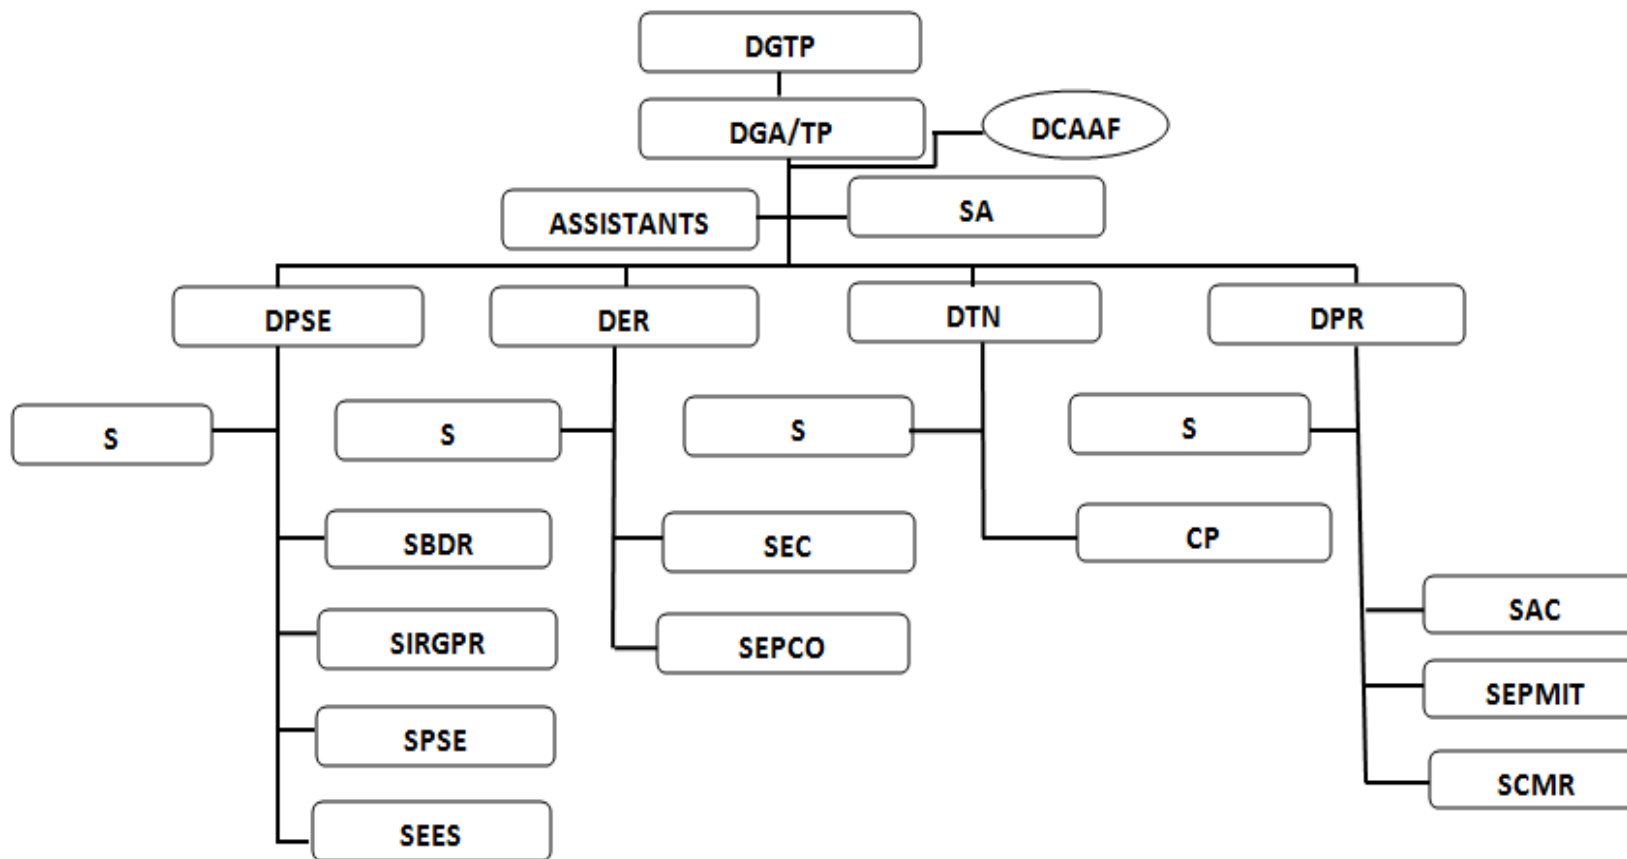 DGTP
DGA/TP
DCAAF
ASSISTANTS
SA
DPSE
DER
DTN
DPR
S
S
S
S
SBDR
SEC
CP
SIRGPR
SEPCO
SAC
SPSE
SEPMIT
SEES
SCMR